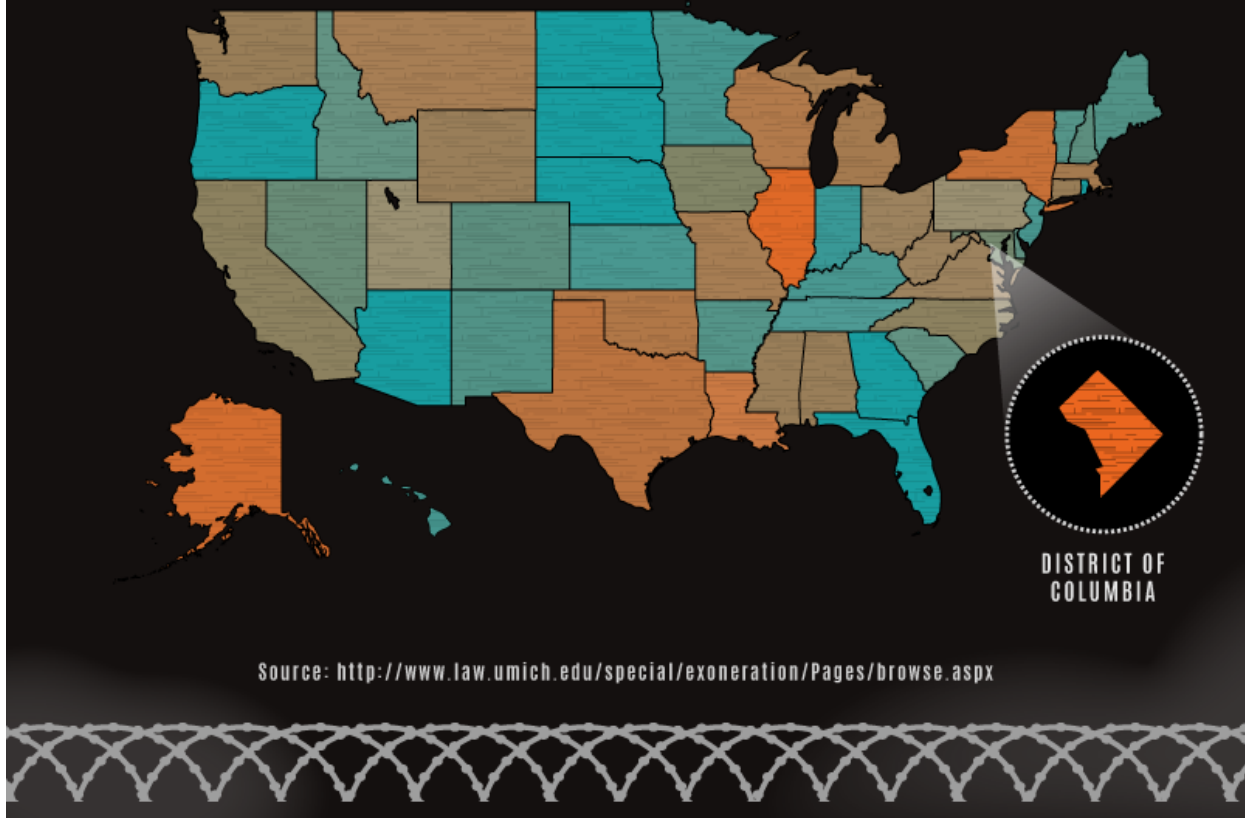 DISTRICT OF
COLUMBIA
Source: http://www.law.umich.edu/special/exoneration/Pages/browse.aspx